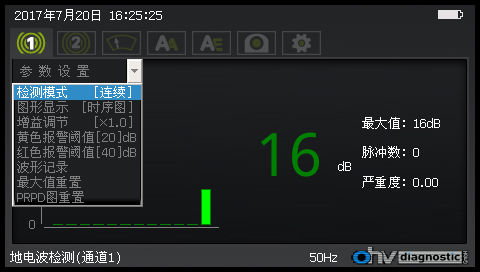 2017年7月20日 16:25:25
1 2 A A A E
参数设置
检测模式 [连续]
图形显示 [时序图]
增益调节 [×1.0]
黄色报警阈值[20]dB
红色报警阈值[40]dB
波形记录
最大值重置
PRPD图重置
0
16 dB
最大值: 16dB
脉冲数: 0
严重度: 0.00
地电波检测(通道1) 50Hz ohv diagnostic